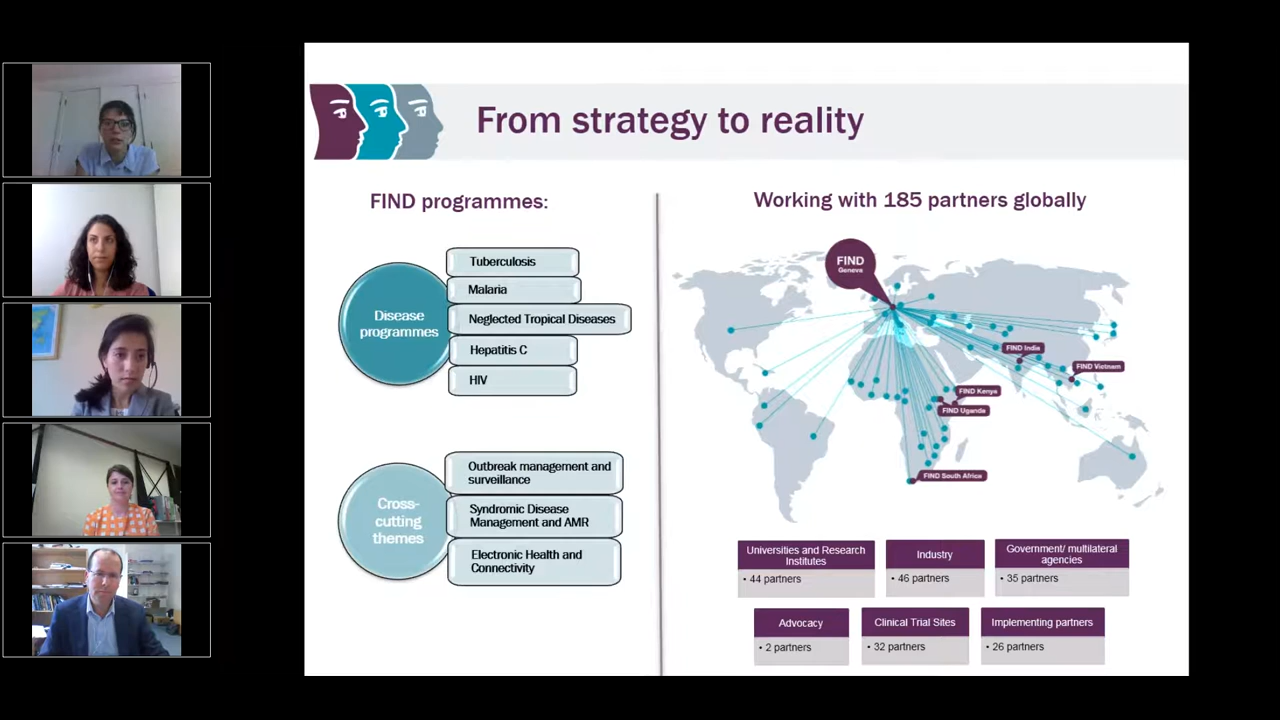 From strategy to reality
FIND programmes:
Disease
programmes
Tuberculosis
Malaria
Neglected Tropical Diseases
Hepatitis C
HIV
Cross-
cutting
themes
Outbreak management and
surveillance
Syndromic Disease
Management and AMR
Electronic Health and
Connectivity
Working with 185 partners globally
FIND
Geneva
FIND India
FIND Vietnam
FIND Kenya
FIND Uganda
FIND South Africa
Universities and Research
Institutes
• 44 partners
Industry
• 46 partners
Government/ multilateral
agencies
• 35 partners
Advocacy
• 2 partners
Clinical Trial Sites
• 32 partners
Implementing partners
• 26 partners